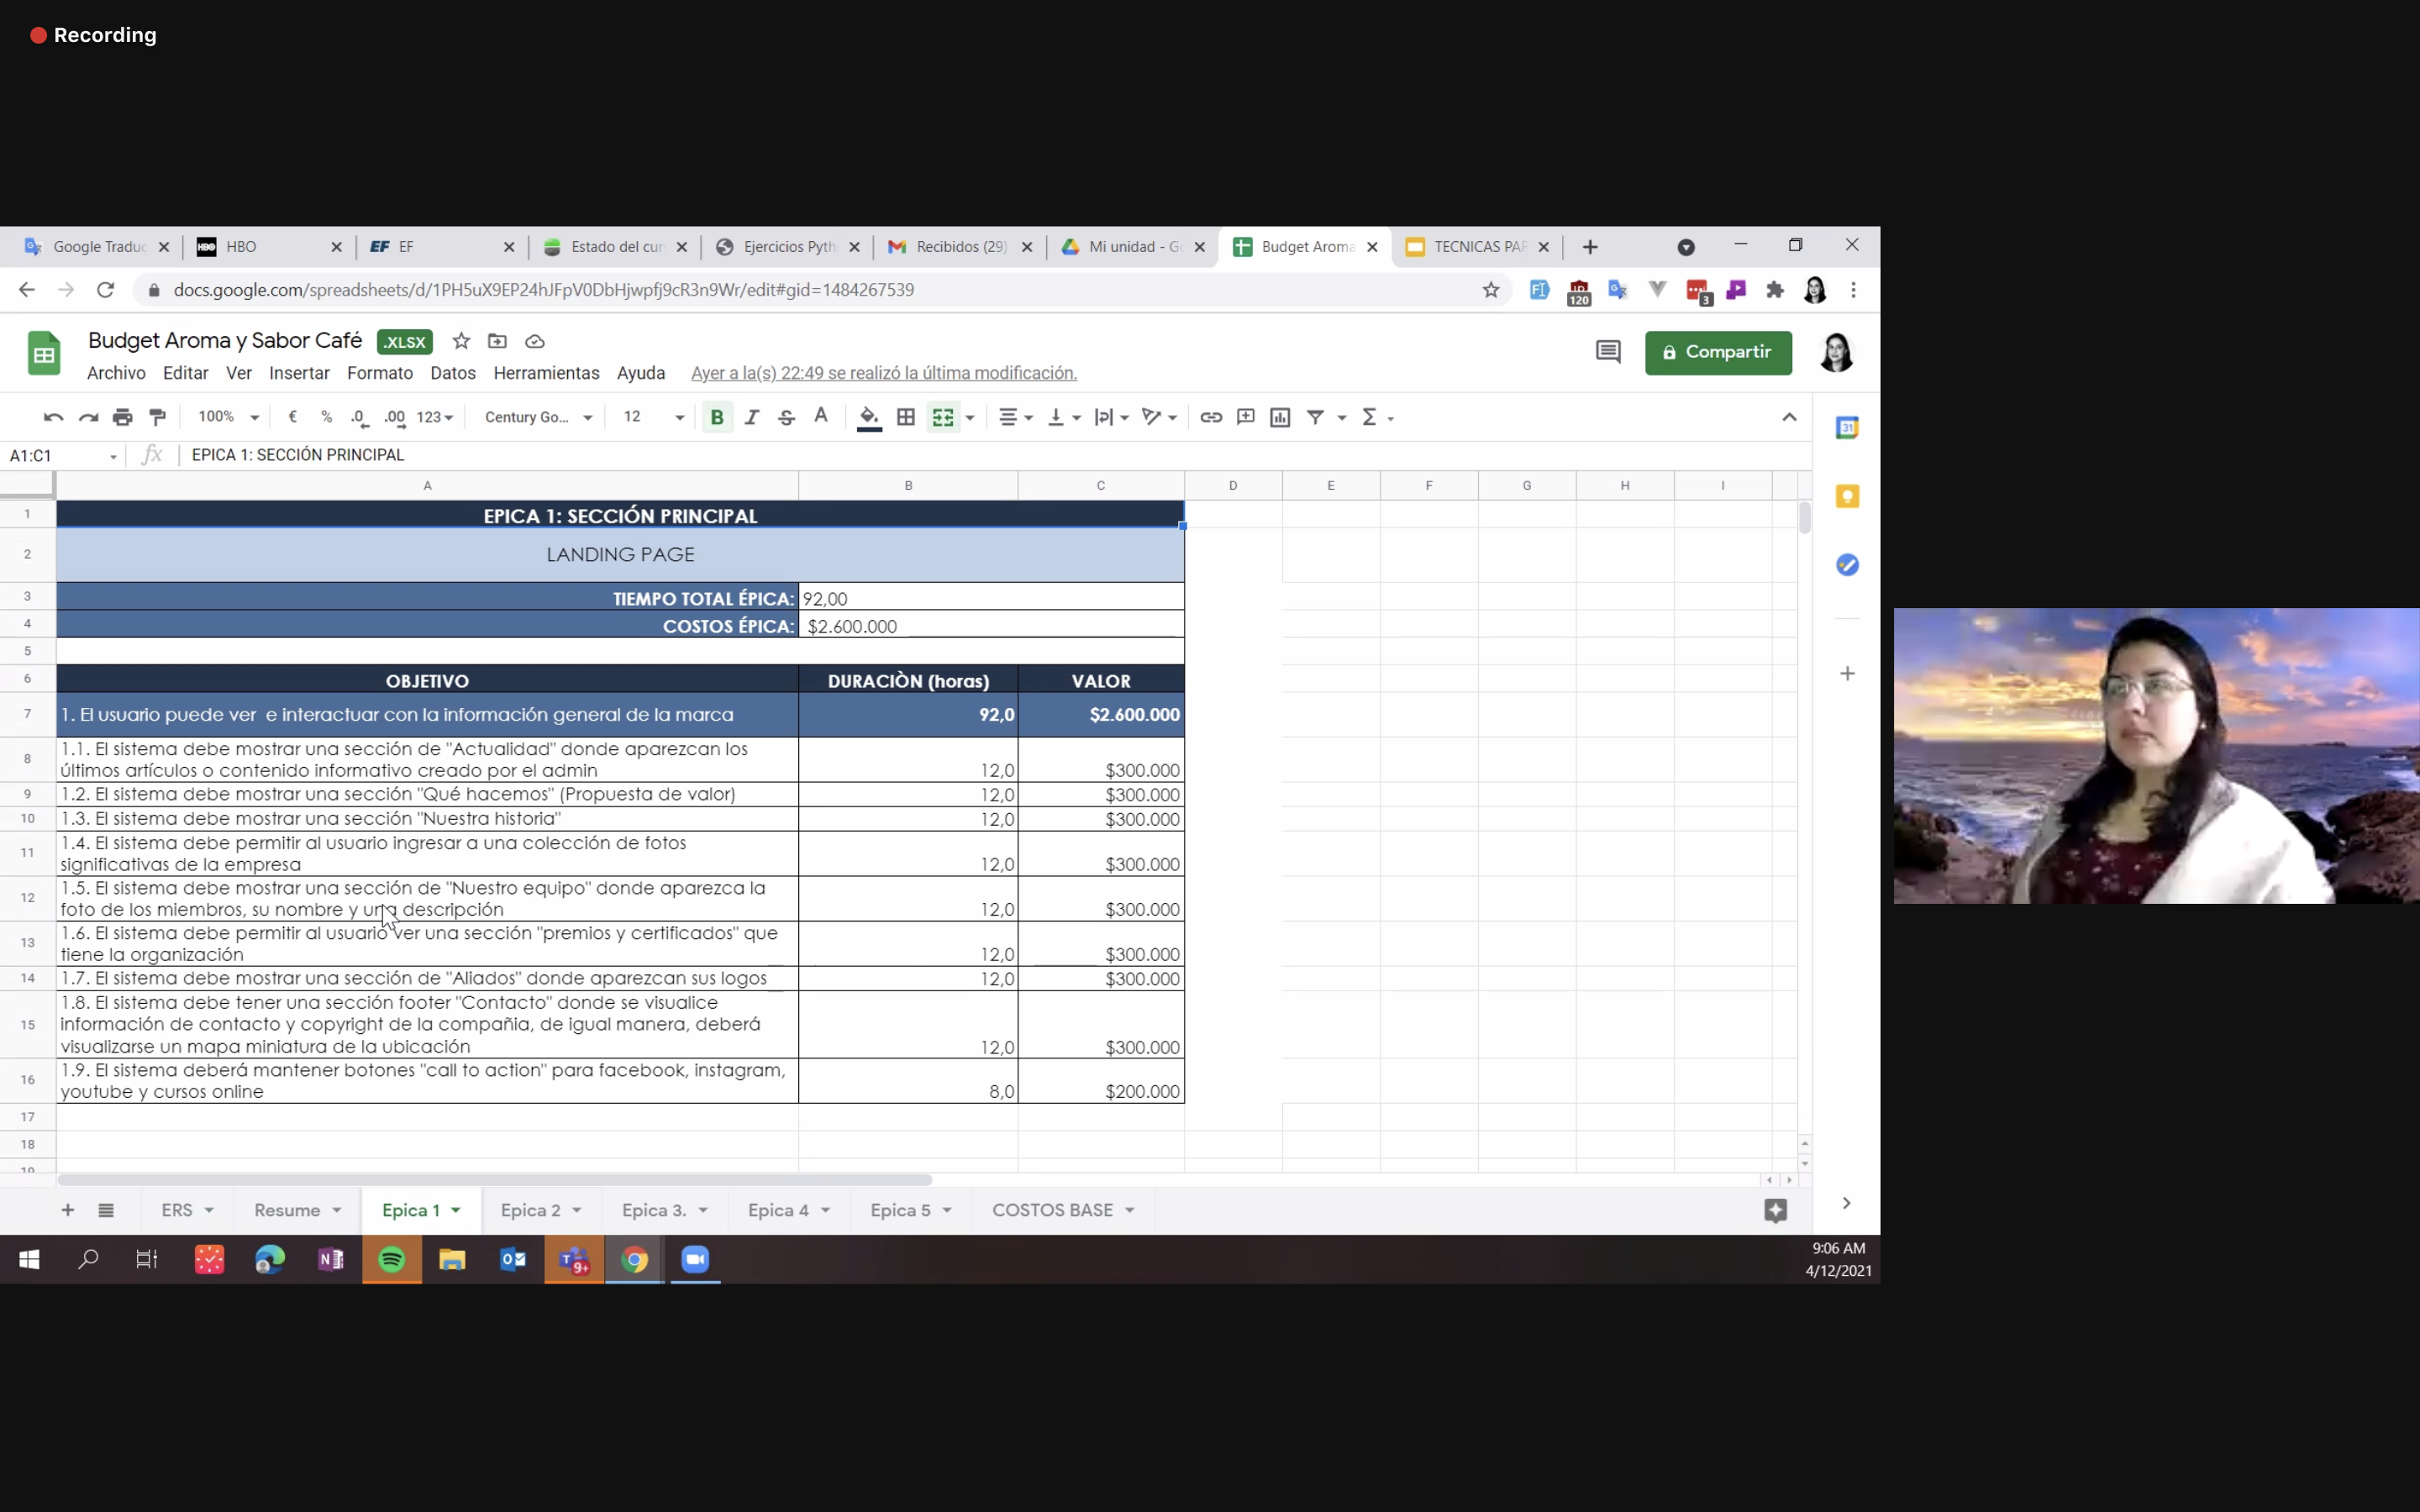 Recording
Google Traduc
HBO
EF
Estado del cur
Ejercicios Pyth
Recibidos (29)
Mi unidad - G
Budget Aroma
TECNICAS PAR
docs.google.com/spreadsheets/d/1PH5uX9EP24hJFpV0DbHjwpfj9cR3n9Wr/edit#gid=1484267539
120
3
Budget Aroma y Sabor Café .XLSX
Compartir
Archivo Editar Ver Insertar Formato Datos Herramientas Ayuda Ayer a la(s) 22:49 se realizó la última modificación.
100% € % .0 .00 123 Century Go... 12 B I S A
31
A1:C1 fx EPICA 1: SECCIÓN PRINCIPAL
A B C D E F G H I
1 EPICA 1: SECCIÓN PRINCIPAL
2 LANDING PAGE
3 TIEMPO TOTAL ÉPICA: 92,00
4 COSTOS ÉPICA: $2.600.000
5
6 OBJETIVO DURACIÒN (horas) VALOR
7 1. El usuario puede ver e interactuar con la información general de la marca 92,0 $2.600.000
8 1.1. El sistema debe mostrar una sección de "Actualidad" donde aparezcan los
últimos artículos o contenido informativo creado por el admin 12,0 $300.000
9 1.2. El sistema debe mostrar una sección "Qué hacemos" (Propuesta de valor) 12,0 $300.000
10 1.3. El sistema debe mostrar una sección "Nuestra historia" 12,0 $300.000
11 1.4. El sistema debe permitir al usuario ingresar a una colección de fotos
significativas de la empresa 12,0 $300.000
12 1.5. El sistema debe mostrar una sección de "Nuestro equipo" donde aparezca la
foto de los miembros, su nombre y una descripción 12,0 $300.000
13 1.6. El sistema debe permitir al usuario ver una sección "premios y certificados" que
tiene la organización 12,0 $300.000
14 1.7. El sistema debe mostrar una sección de "Aliados" donde aparezcan sus logos 12,0 $300.000
15 1.8. El sistema debe tener una sección footer "Contacto" donde se visualice
información de contacto y copyright de la compañia, de igual manera, deberá
visualizarse un mapa miniatura de la ubicación 12,0 $300.000
16 1.9. El sistema deberá mantener botones "call to action" para facebook, instagram,
youtube y cursos online 8,0 $200.000
17
18
19
ERS Resume Epica 1 Epica 2 Epica 3. Epica 4 Epica 5 COSTOS BASE
9+
9:06 AM
4/12/2021